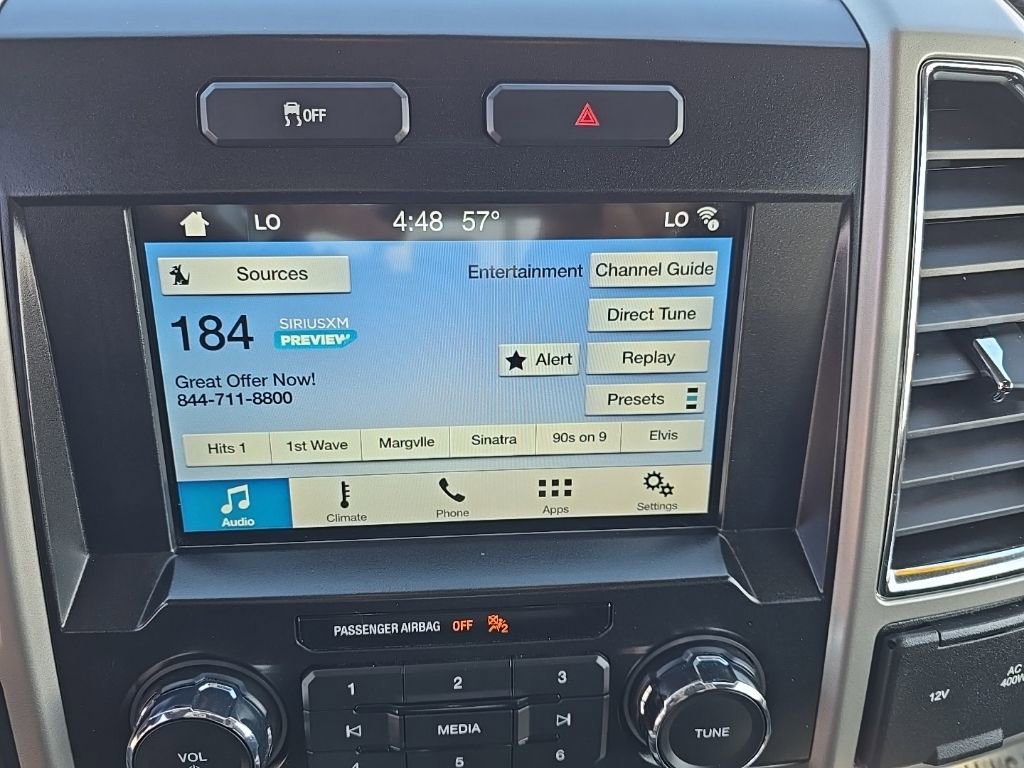 OFF
LO 4:48 57° LO
Sources Entertainment Channel Guide
184 SIRIUSXM PREVIEW Direct Tune
Alert Replay
Great Offer Now!
844-711-8800 Presets
Hits 1 1st Wave Margvlle Sinatra 90s on 9 Elvis
Audio Climate Phone Apps Settings
PASSENGER AIRBAG OFF 2
1 2 3
MEDIA
4 5 6
VOL TUNE
12V
AC
400W